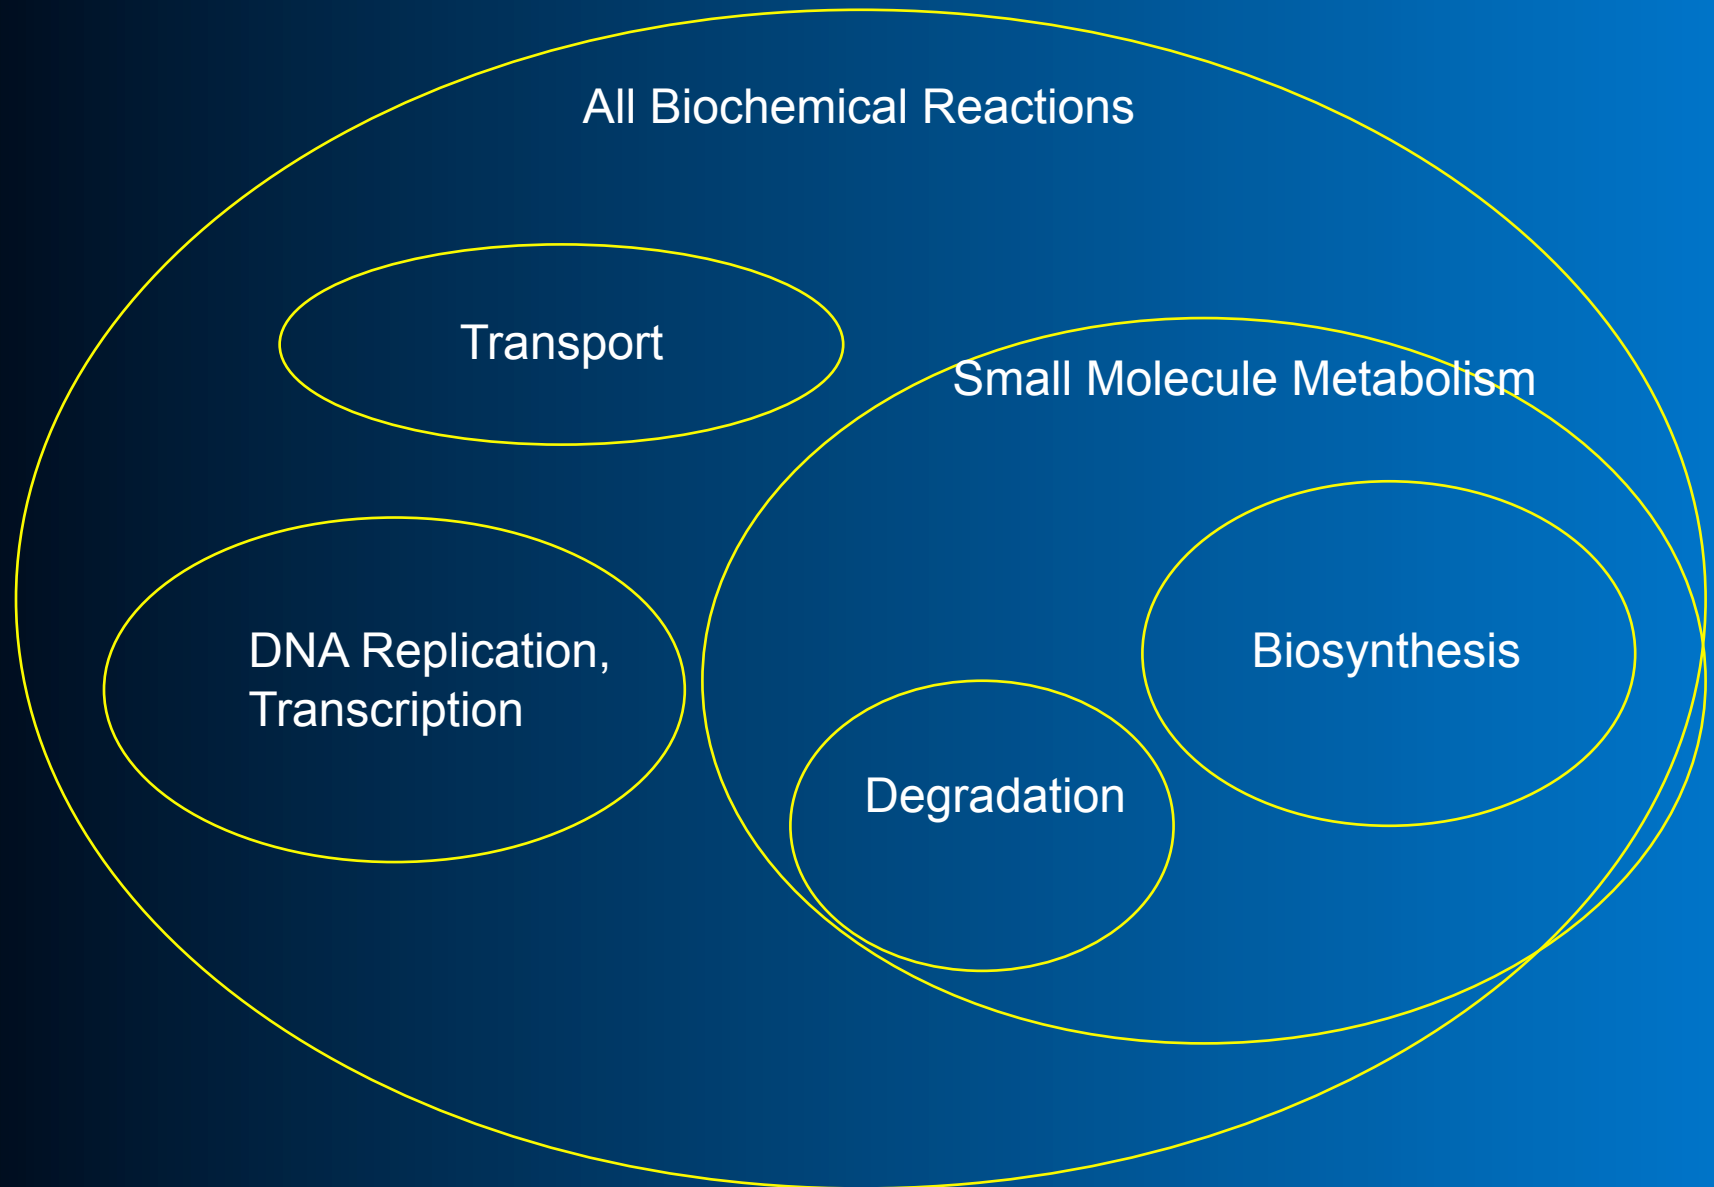 All Biochemical Reactions
Transport
Small Molecule Metabolism
DNA Replication,
Transcription
Biosynthesis
Degradation